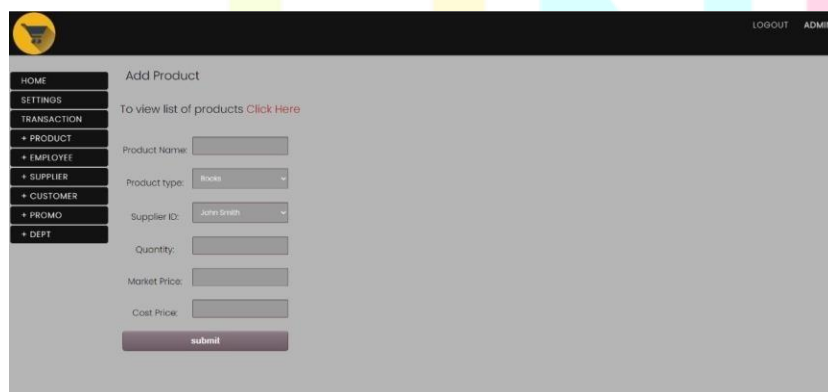 LOGOUT ADMIN
HOME
SETTINGS
TRANSACTION
+ PRODUCT
+ EMPLOYEE
+ SUPPLIER
+ CUSTOMER
+ PROMO
+ DEPT
Add Product
To view list of products Click Here
Product Name:
Product type: Books
Supplier ID: John Smith
Quantity:
Market Price:
Cost Price:
submit